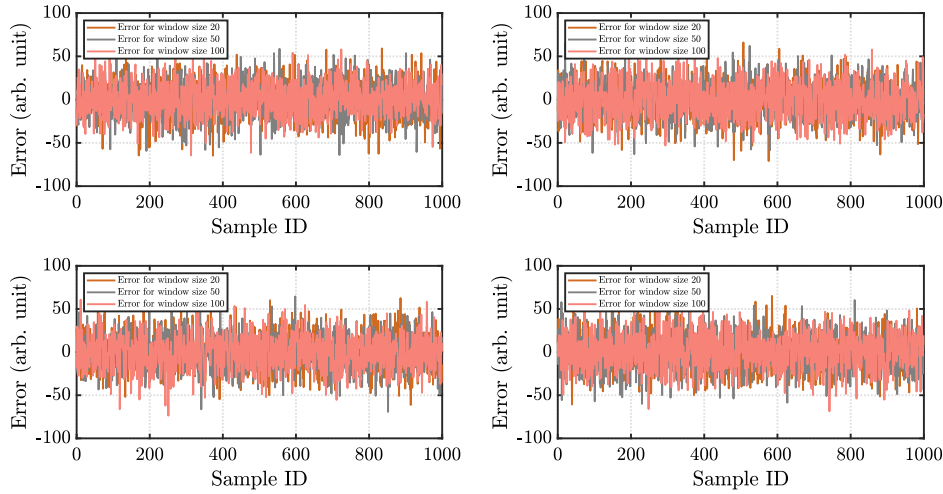 Error (arb. unit)
100
50
0
-50
-100
Error for window size 20
Error for window size 50
Error for window size 100
0 200 400 600 800 1000
Sample ID
Error (arb. unit)
100
50
0
-50
-100
Error for window size 20
Error for window size 50
Error for window size 100
0 200 400 600 800 1000
Sample ID
Error (arb. unit)
100
50
0
-50
-100
Error for window size 20
Error for window size 50
Error for window size 100
0 200 400 600 800 1000
Sample ID
Error (arb. unit)
100
50
0
-50
-100
Error for window size 20
Error for window size 50
Error for window size 100
0 200 400 600 800 1000
Sample ID